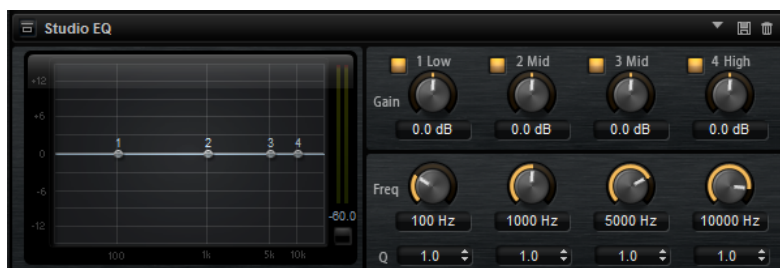 Studio EQ
+12
+6
0
-6
-12
1 2 3 4
100 1k 5k 10k
-60.0
1 Low 2 Mid 3 Mid 4 High
Gain
0.0 dB 0.0 dB 0.0 dB 0.0 dB
Freq
100 Hz 1000 Hz 5000 Hz 10000 Hz
Q 1.0 1.0 1.0 1.0